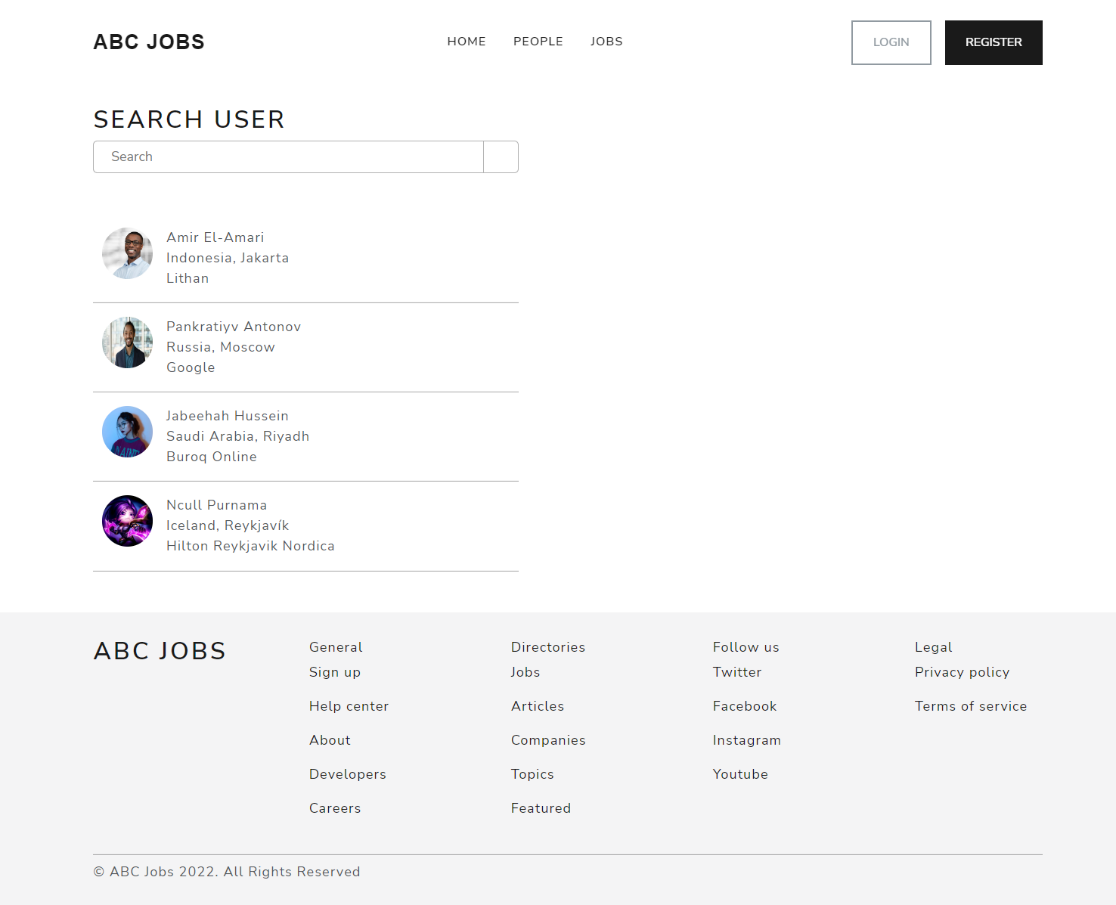 ABC JOBS
HOME PEOPLE JOBS
LOGIN REGISTER
SEARCH USER
Search
Amir El-Amari
Indonesia, Jakarta
Lithan
Pankratiyv Antonov
Russia, Moscow
Google
Jabeehah Hussein
Saudi Arabia, Riyadh
Buroq Online
Ncull Purnama
Iceland, Reykjavík
Hilton Reykjavik Nordica
ABC JOBS
General
Sign up
Help center
About
Developers
Careers
Directories
Jobs
Articles
Companies
Topics
Featured
Follow us
Twitter
Facebook
Instagram
Youtube
Legal
Privacy policy
Terms of service
© ABC Jobs 2022. All Rights Reserved